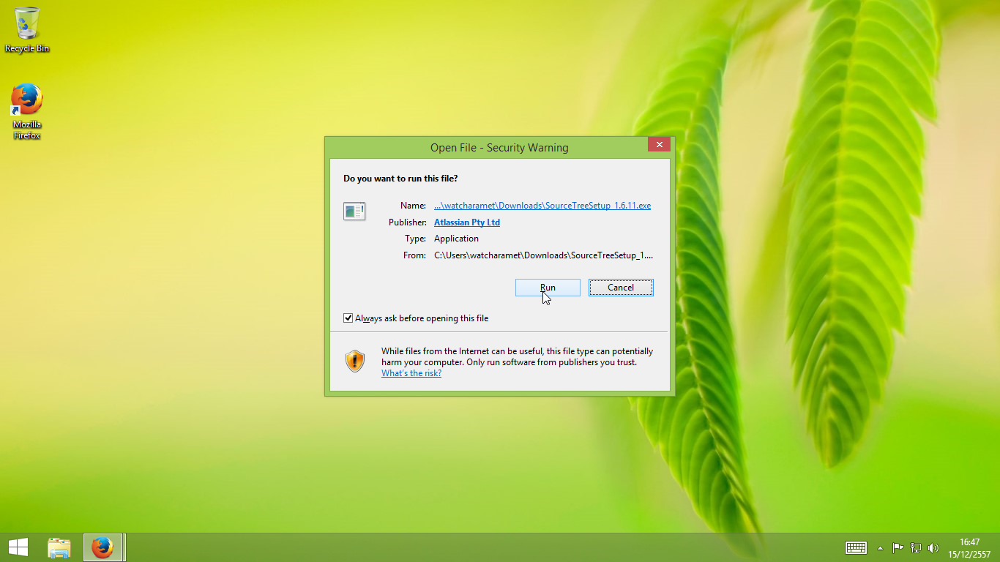 Recycle Bin
Mozilla
Firefox
Open File - Security Warning
Do you want to run this file?
Name: ...\watcharamet\Downloads\SourceTreeSetup_1.6.11.exe
Publisher: Atlassian Pty Ltd
Type: Application
From: C:\Users\watcharamet\Downloads\SourceTreeSetup_1....
Run Cancel
Always ask before opening this file
While files from the Internet can be useful, this file type can potentially
harm your computer. Only run software from publishers you trust.
What's the risk?
16:47
15/12/2557